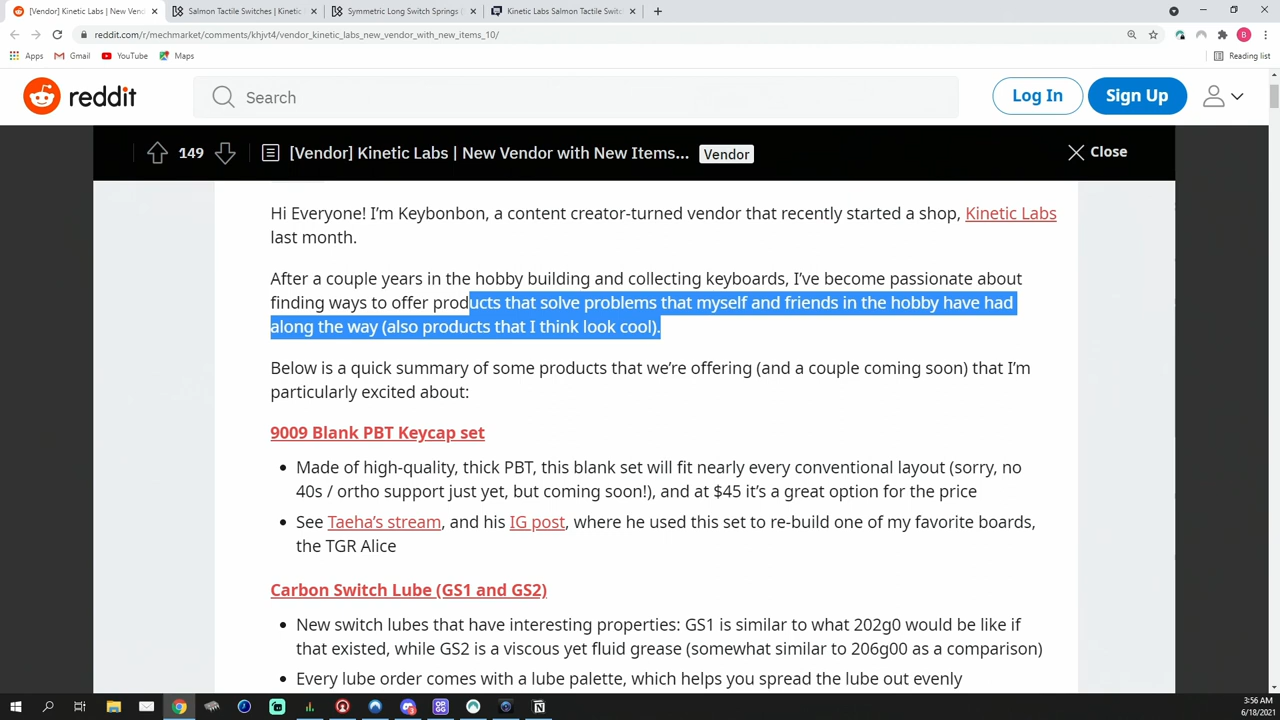 [Vendor] Kinetic Labs | New Vend
Salmon Tactile Switches | Kinetic
Symmetric Long Switch Springs
Kinetic Labs Salmon Tactile Switc
reddit.com/r/mechmarket/comments/khjvt4/vendor_kinetic_labs_new_vendor_with_new_items_10/
B
Apps
Gmail
YouTube
Maps
Reading list
reddit
Search
Log In
Sign Up
149
[Vendor] Kinetic Labs | New Vendor with New Items...
Vendor
Close
Hi Everyone! I’m Keybonbon, a content creator-turned vendor that recently started a shop, Kinetic Labs
last month.
After a couple years in the hobby building and collecting keyboards, I’ve become passionate about
finding ways to offer products that solve problems that myself and friends in the hobby have had
along the way (also products that I think look cool).
Below is a quick summary of some products that we’re offering (and a couple coming soon) that I’m
particularly excited about:
9009 Blank PBT Keycap set
Made of high-quality, thick PBT, this blank set will fit nearly every conventional layout (sorry, no
40s / ortho support just yet, but coming soon!), and at $45 it’s a great option for the price
See Taeha’s stream, and his IG post, where he used this set to re-build one of my favorite boards,
the TGR Alice
Carbon Switch Lube (GS1 and GS2)
New switch lubes that have interesting properties: GS1 is similar to what 202g0 would be like if
that existed, while GS2 is a viscous yet fluid grease (somewhat similar to 206g00 as a comparison)
Every lube order comes with a lube palette, which helps you spread the lube out evenly
3:56 AM
6/18/2021